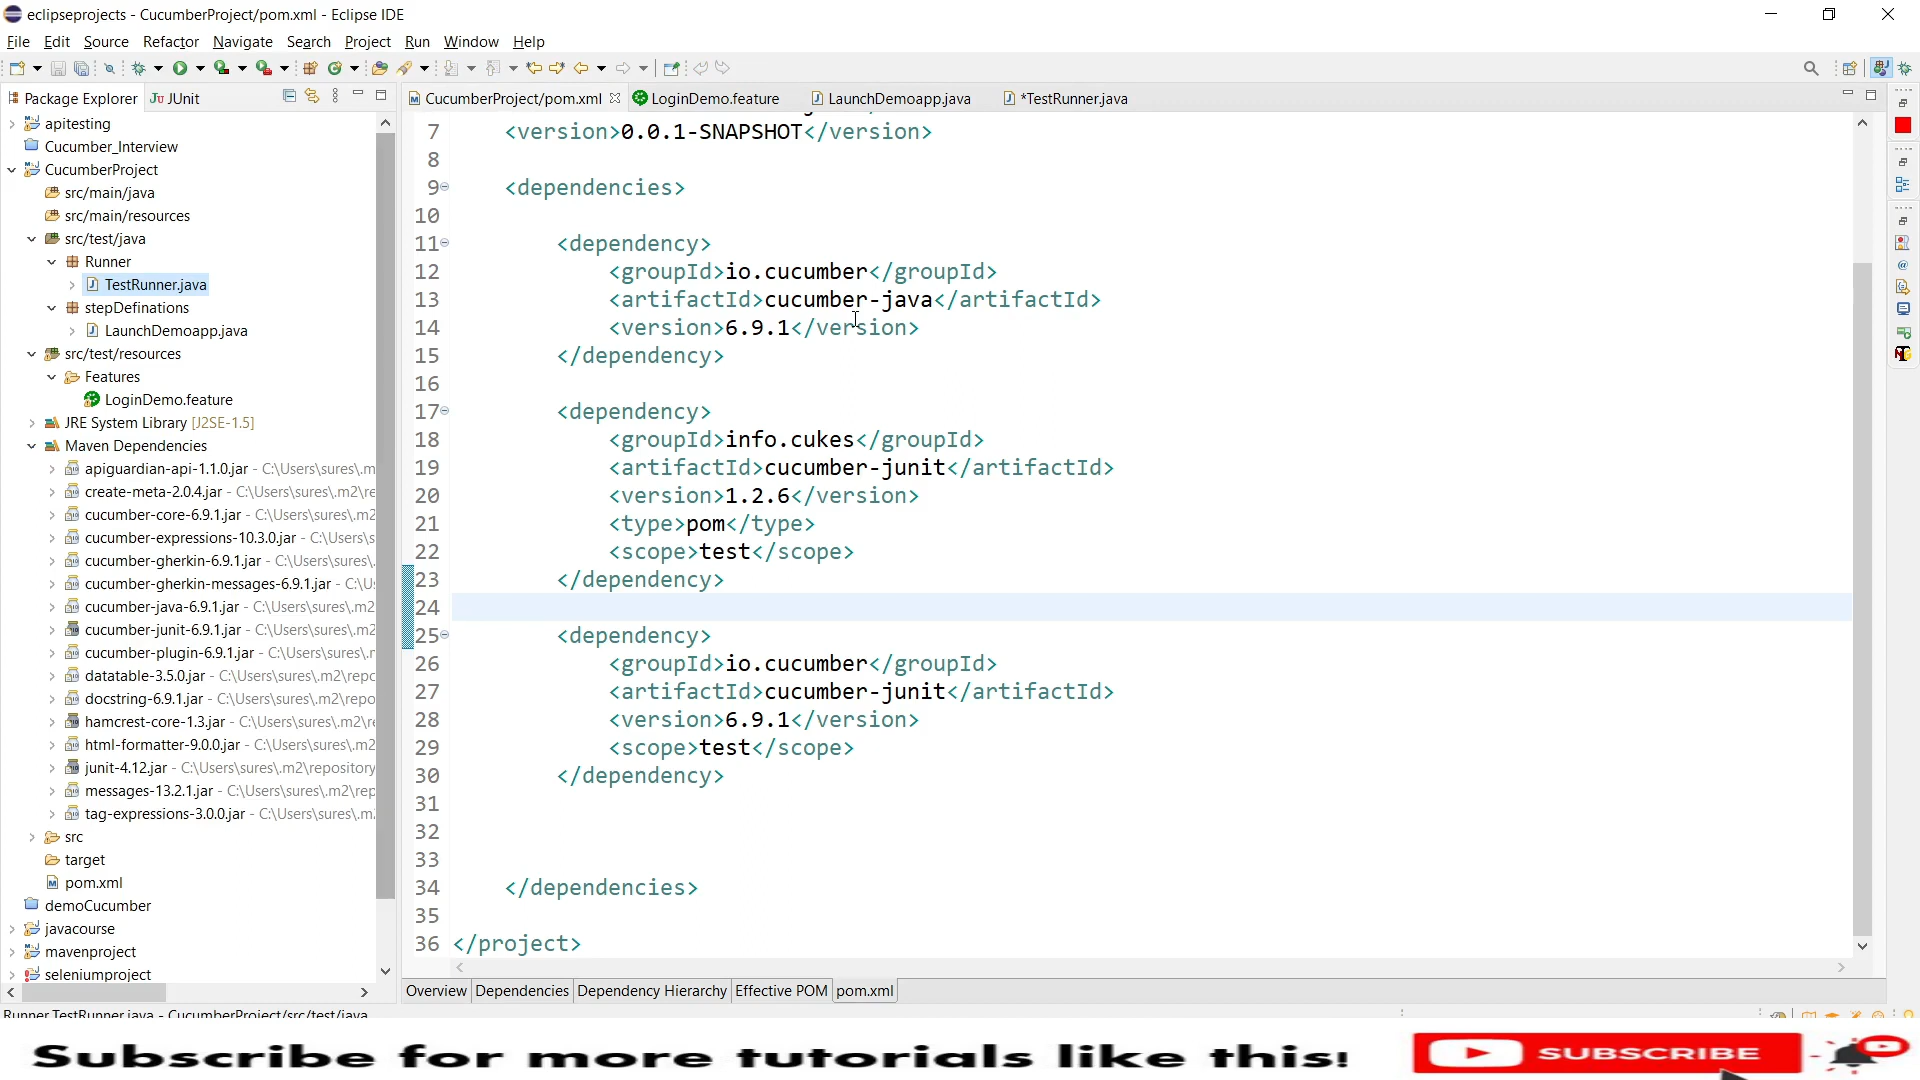 eclipseprojects - CucumberProject/pom.xml - Eclipse IDE
File Edit Source Refactor Navigate Search Project Run Window Help
Package Explorer JUnit
CucumberProject/pom.xml LoginDemo.feature LaunchDemoapp.java *TestRunner.java
apitesting
Cucumber_Interview
CucumberProject
src/main/java
src/main/resources
src/test/java
Runner
TestRunner.java
stepDefinations
LaunchDemoapp.java
src/test/resources
Features
LoginDemo.feature
JRE System Library [J2SE-1.5]
Maven Dependencies
apiguardian-api-1.1.0.jar - C:\Users\sures\.m
create-meta-2.0.4.jar - C:\Users\sures\.m2\re
cucumber-core-6.9.1.jar - C:\Users\sures\.m2
cucumber-expressions-10.3.0.jar - C:\Users\s
cucumber-gherkin-6.9.1.jar - C:\Users\sures\.
cucumber-gherkin-messages-6.9.1.jar - C:\U
cucumber-java-6.9.1.jar - C:\Users\sures\.m2
cucumber-junit-6.9.1.jar - C:\Users\sures\.m2
cucumber-plugin-6.9.1.jar - C:\Users\sures\.r
datatable-3.5.0.jar - C:\Users\sures\.m2\repo
docstring-6.9.1.jar - C:\Users\sures\.m2\repo
hamcrest-core-1.3.jar - C:\Users\sures\.m2\re
html-formatter-9.0.0.jar - C:\Users\sures\.m2
junit-4.12.jar - C:\Users\sures\.m2\repository
messages-13.2.1.jar - C:\Users\sures\.m2\rep
tag-expressions-3.0.0.jar - C:\Users\sures\.m
src
target
pom.xml
demoCucumber
javacourse
mavenproject
seleniumproject
7 <version>0.0.1-SNAPSHOT</version>
8
9 <dependencies>
10
11 <dependency>
12 <groupId>io.cucumber</groupId>
13 <artifactId>cucumber-java</artifactId>
14 <version>6.9.1</version>
15 </dependency>
16
17 <dependency>
18 <groupId>info.cukes</groupId>
19 <artifactId>cucumber-junit</artifactId>
20 <version>1.2.6</version>
21 <type>pom</type>
22 <scope>test</scope>
23 </dependency>
24
25 <dependency>
26 <groupId>io.cucumber</groupId>
27 <artifactId>cucumber-junit</artifactId>
28 <version>6.9.1</version>
29 <scope>test</scope>
30 </dependency>
31
32
33
34 </dependencies>
35
36 </project>
Overview Dependencies Dependency Hierarchy Effective POM pom.xml
Runner.TestRunner.java - CucumberProject/src/test/java
Subscribe for more tutorials like this! SUBSCRIBE